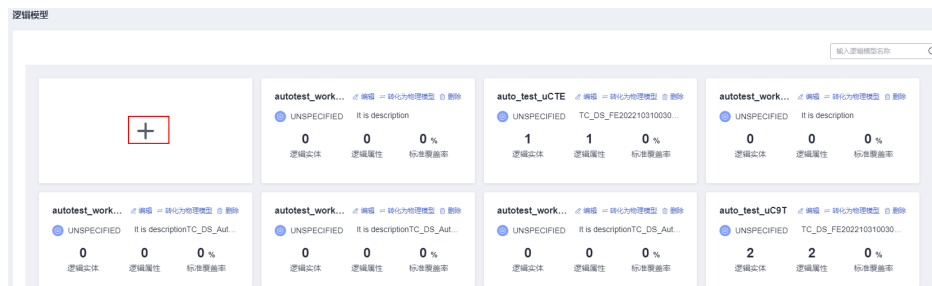 逻辑模型
输入逻辑模型名称
autotest_work... 编辑 转化为物理模型 删除
UNSPECIFIED It is description
0 0 0 %
逻辑实体 逻辑属性 标准覆盖率
auto_test_uCTE 编辑 转化为物理模型 删除
UNSPECIFIED TC_DS_FE202210310030...
1 1 0 %
逻辑实体 逻辑属性 标准覆盖率
autotest_work... 编辑 转化为物理模型 删除
UNSPECIFIED It is description
0 0 0 %
逻辑实体 逻辑属性 标准覆盖率
autotest_work... 编辑 转化为物理模型 删除
UNSPECIFIED It is descriptionTC_DS_Aut...
0 0 0 %
逻辑实体 逻辑属性 标准覆盖率
autotest_work... 编辑 转化为物理模型 删除
UNSPECIFIED It is descriptionTC_DS_Aut...
0 0 0 %
逻辑实体 逻辑属性 标准覆盖率
autotest_work... 编辑 转化为物理模型 删除
UNSPECIFIED It is descriptionTC_DS_Aut...
0 0 0 %
逻辑实体 逻辑属性 标准覆盖率
auto_test_uC9T 编辑 转化为物理模型 删除
UNSPECIFIED TC_DS_FE202210310030...
2 2 0 %
逻辑实体 逻辑属性 标准覆盖率